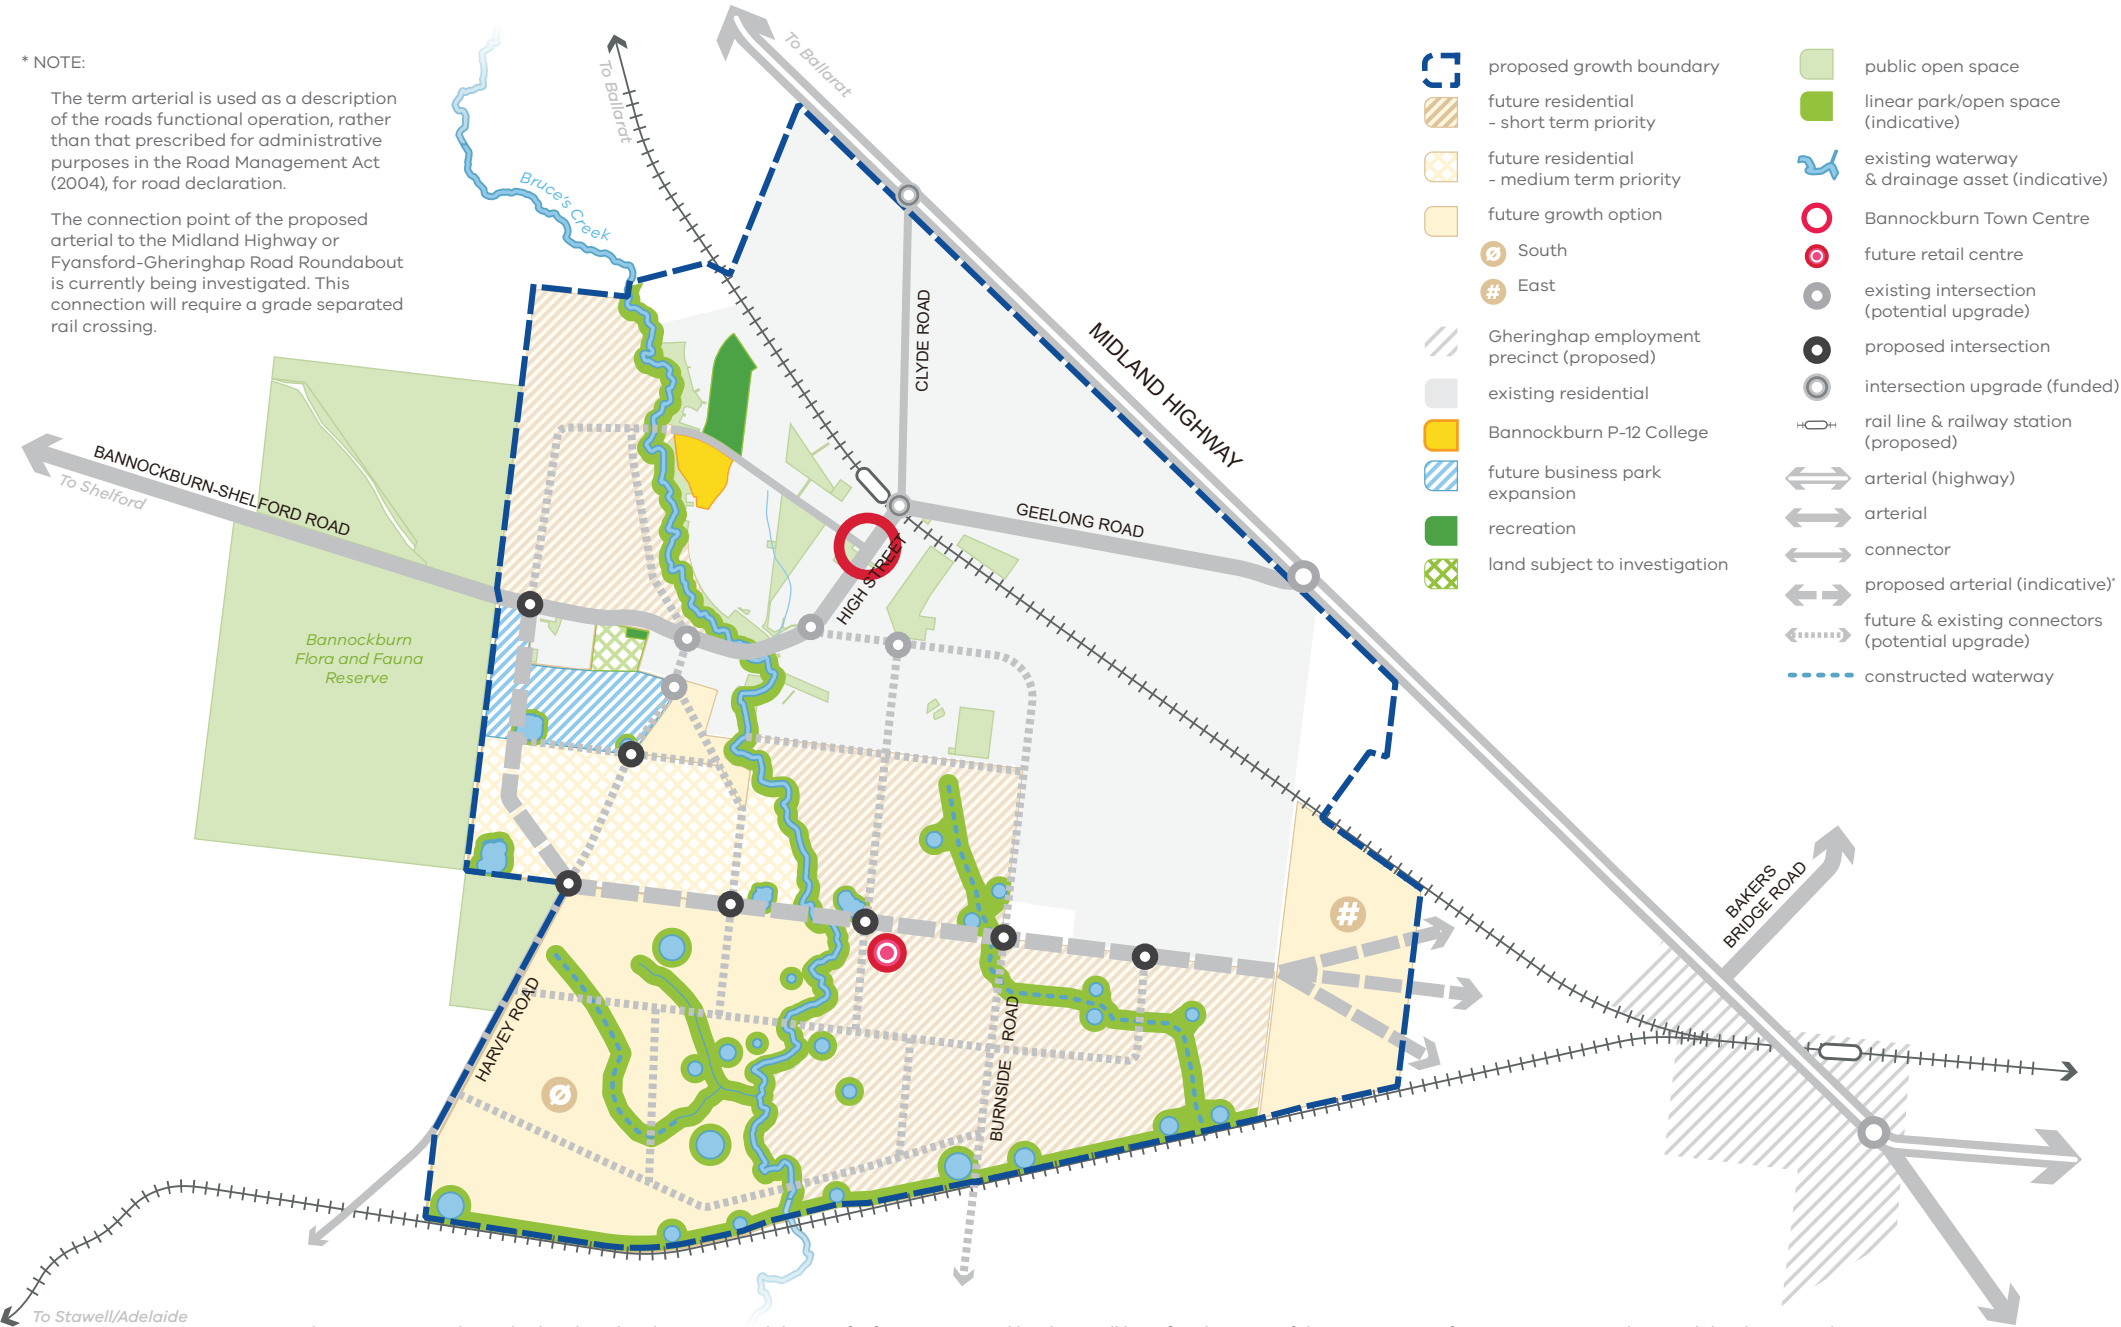 * NOTE:
The term arterial is used as a description
of the roads functional operation, rather
than that prescribed for administrative
purposes in the Road Management Act
(2004), for road declaration.
The connection point of the proposed
arterial to the Midland Highway or
Fyansford-Gheringhap Road Roundabout
is currently being investigated. This
connection will require a grade separated
rail crossing.
To Ballarat
To Ballarat
Bruce's Creek
CLYDE ROAD
MIDLAND HIGHWAY
BANNOCKBURN-SHELFORD ROAD
To Shelford
GEELONG ROAD
HIGH STREET
Bannockburn
Flora and Fauna
Reserve
#
BAKERS
BRIDGE ROAD
HARVEY ROAD
Ø
BURNSIDE ROAD
To Stawell/Adelaide
proposed growth boundary
future residential
- short term priority
future residential
- medium term priority
future growth option
Ø South
# East
Gheringhap employment
precinct (proposed)
existing residential
Bannockburn P-12 College
future business park
expansion
recreation
land subject to investigation
public open space
linear park/open space
(indicative)
existing waterway
& drainage asset (indicative)
Bannockburn Town Centre
future retail centre
existing intersection
(potential upgrade)
proposed intersection
intersection upgrade (funded)
rail line & railway station
(proposed)
arterial (highway)
arterial
connector
proposed arterial (indicative)*
future & existing connectors
(potential upgrade)
constructed waterway